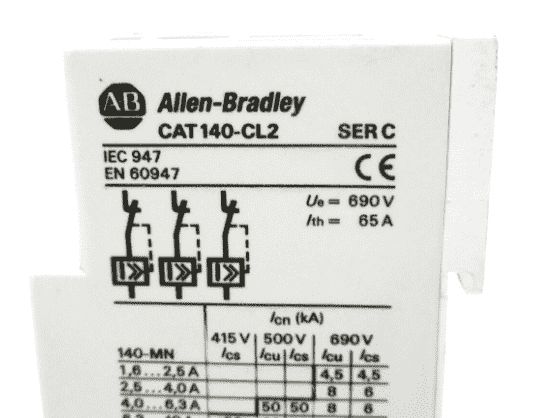 AB Allen-Bradley
CAT 140-CL2 SER C
IEC 947
EN 60947
CE
Ue = 690 V
Ith = 65 A
Icn (kA)
415 V 500 V 690 V
140-MN Ics Icu Ics Icu Ics
1,6...2,5 A 4,5 4,5
2,5...4,0 A 8 6
4,0...6,3 A 50 50 8 6